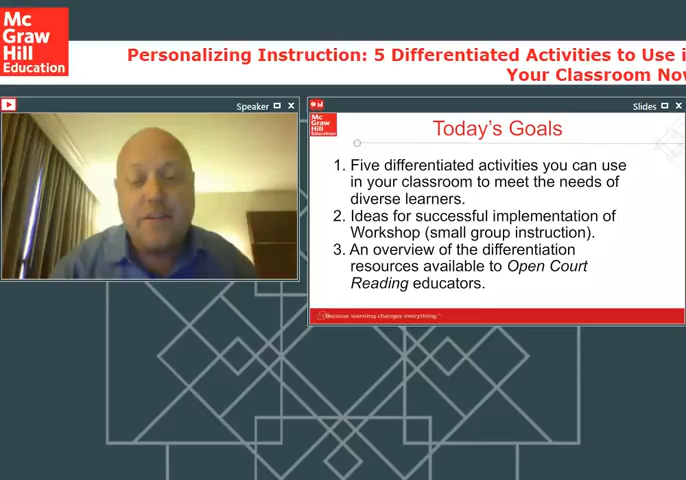 Mc
Graw
Hill
Education
Personalizing Instruction: 5 Differentiated Activities to Use i
Your Classroom Nov
Speaker
Slides
Mc
Graw
Hill
Education
Today's Goals
1. Five differentiated activities you can use
in your classroom to meet the needs of
diverse learners.
2. Ideas for successful implementation of
Workshop (small group instruction).
3. An overview of the differentiation
resources available to Open Court
Reading educators.
Because learning changes everything.™